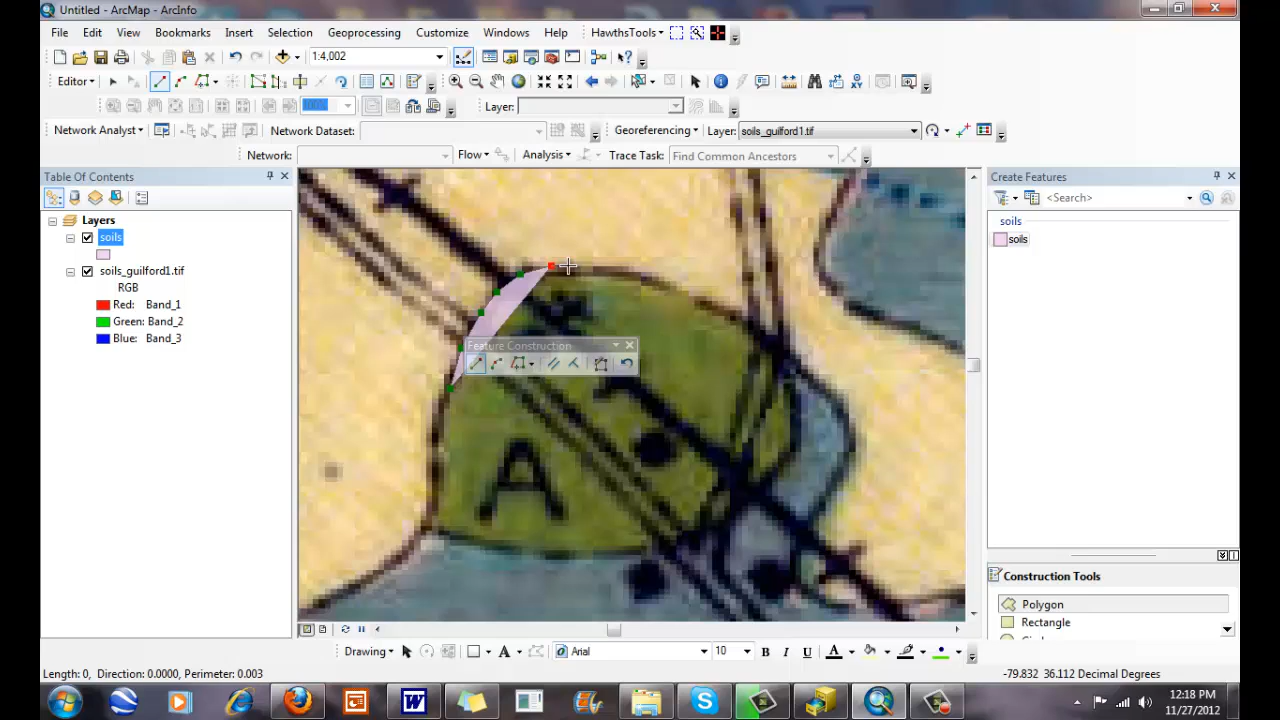 Untitled - ArcMap - ArcInfo
File Edit View Bookmarks Insert Selection Geoprocessing Customize Windows Help HawthsTools
1:4,002
Editor
Layer:
Network Analyst Network Dataset: Georeferencing Layer: soils_guilford1.tif
Network: Flow Analysis Trace Task: Find Common Ancestors
Table Of Contents
Layers
soils
soils_guilford1.tif
RGB
Red: Band_1
Green: Band_2
Blue: Band_3
Feature Construction
A
Create Features
<Search>
soils
soils
Construction Tools
Polygon
Rectangle
Drawing A Arial 10 B I U A
Length: 0, Direction: 0.0000, Perimeter: 0.003
-79.832 36.112 Decimal Degrees
12:18 PM
11/27/2012